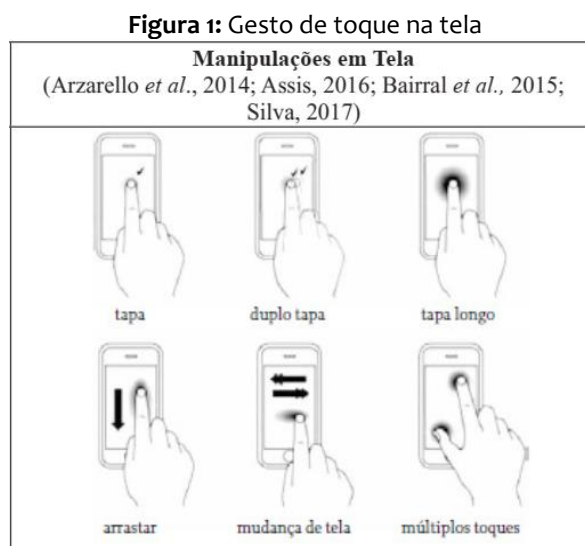 Figura 1: Gesto de toque na tela
Manipulações em Tela
(Arzarello et al., 2014; Assis, 2016; Bairral et al., 2015;
Silva, 2017)
tapa duplo tapa tapa longo
arrastar mudança de tela múltiplos toques